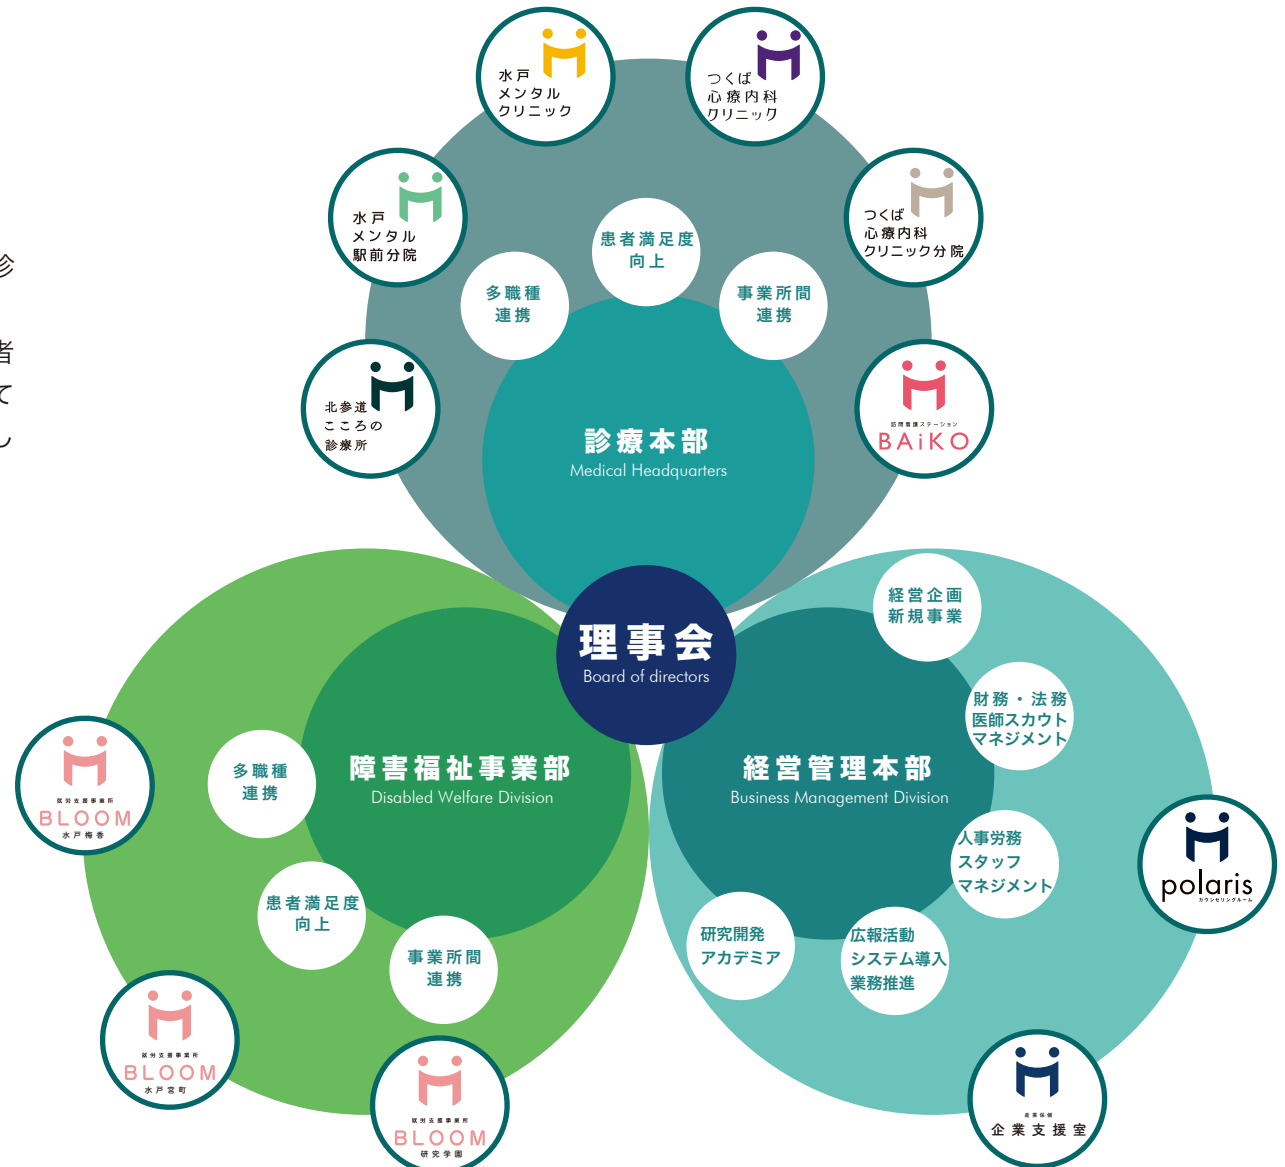 水戸
メンタル
クリニック
つくば
心療内科
クリニック
水戸
メンタル
駅前分院
つくば
心療内科
クリニック分院
患者満足度
向上
多職種
連携
事業所間
連携
診
者
て
し
北参道
こころの
診療所
訪問看護ステーション
BAiKO
診療本部
Medical Headquarters
理事会
Board of directors
経営企画
新規事業
財務・法務
医師スカウト
マネジメント
人事労務
スタッフ
マネジメント
広報活動
システム導入
業務推進
研究開発
アカデミア
経営管理本部
Business Management Division
障害福祉事業部
Disabled Welfare Division
多職種
連携
患者満足度
向上
事業所間
連携
就労支援事業所
BLOOM
水戸梅香
就労支援事業所
BLOOM
水戸宮町
就労支援事業所
BLOOM
研究学園
polaris
カウンセリングルーム
産業保健
企業支援室